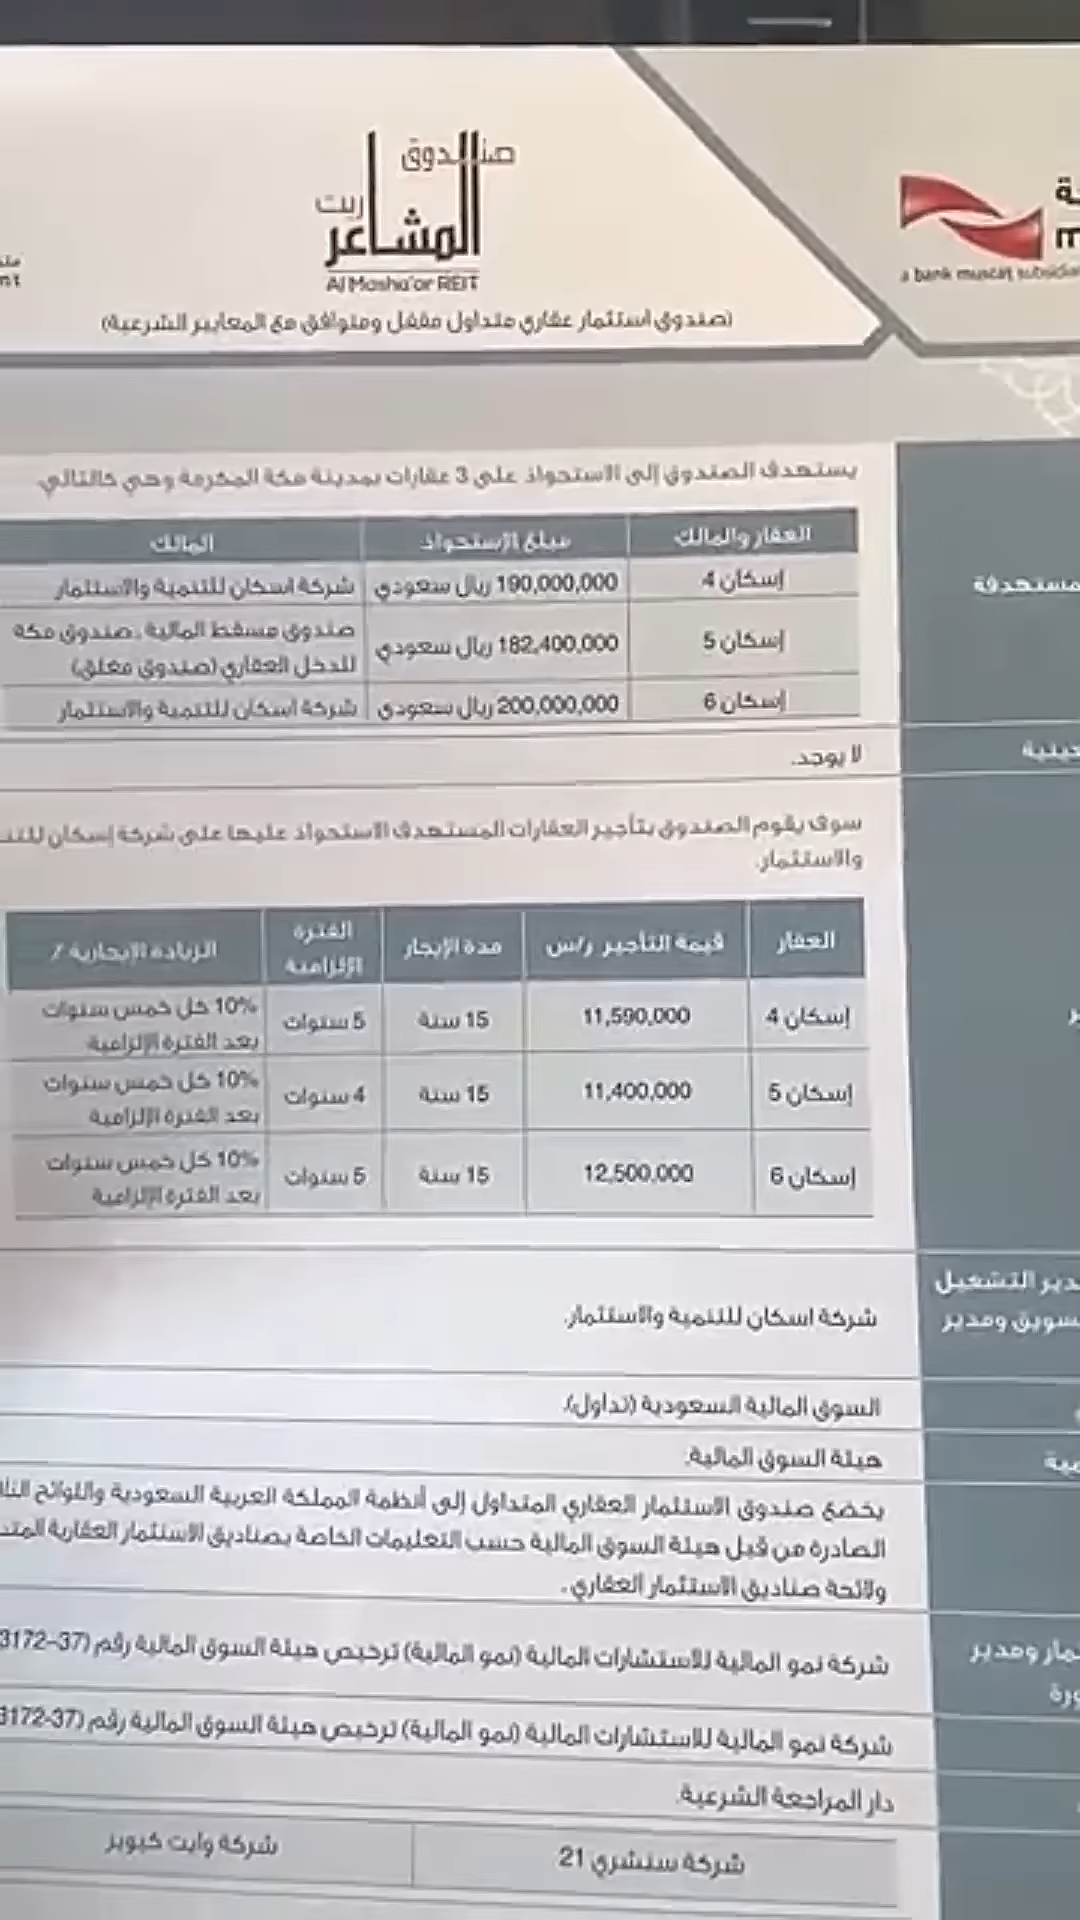 صندوق
المشاعر
ريت
Al Masha'ar REIT
(صندوق استثمار عقاري متداول مقفل ومتوافق مع المعايير الشرعية)
a bank muscat
يستهدف الصندوق إلى الاستحواذ على 3 عقارات بمدينة مكة المكرمة وهي كالتالي
العقار والمالك مبلغ الإستحواذ المالك
إسكان 4 190,000,000 ريال سعودي شركة اسكان للتنمية والاستثمار
إسكان 5 182,400,000 ريال سعودي صندوق مسقط المالية - صندوق مكة
للدخل العقاري (صندوق مغلق)
إسكان 6 200,000,000 ريال سعودي شركة اسكان للتنمية والاستثمار
لا يوجد.
سوف يقوم الصندوق بتأجير العقارات المستهدف الاستحواذ عليها على شركة إسكان
والاستثمار.
العقار قيمة التأجير ر/س مدة الإيجار الفترة الإلزامية الزيادة الإيجارية ٪
إسكان 4 11,590,000 15 سنة 5 سنوات 10% كل خمس سنوات
بعد الفترة الإلزامية
إسكان 5 11,400,000 15 سنة 4 سنوات 10% كل خمس سنوات
بعد الفترة الإلزامية
إسكان 6 12,500,000 15 سنة 5 سنوات 10% كل خمس سنوات
بعد الفترة الإلزامية
التشغيل
ومدير
شركة اسكان للتنمية والاستثمار.
السوق المالية السعودية (تداول).
هيئة السوق المالية.
يخضع صندوق الاستثمار العقاري المتداول إلى أنظمة المملكة العربية السعودية واللوائح
الصادرة من قبل هيئة السوق المالية حسب التعليمات الخاصة بصناديق الاستثمار العقارية
ولائحة صناديق الاستثمار العقاري.
ومدير
شركة نمو المالية للاستشارات المالية (نمو المالية) ترخيص هيئة السوق المالية رقم
شركة نمو المالية للاستشارات المالية (نمو المالية) ترخيص هيئة السوق المالية رقم
دار المراجعة الشرعية.
شركة سنشري 21 شركة وايت كيوبز